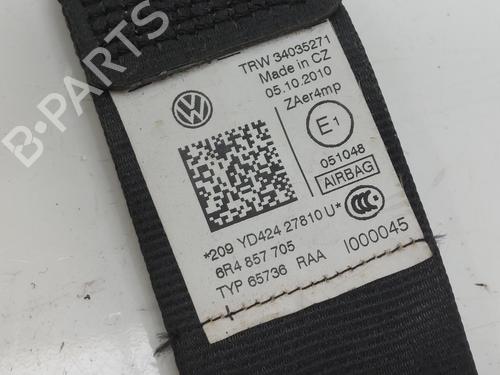 TRW 34035271
Made in CZ
05.10.2010
ZAer4mp
E1
051048
AIRBAG
*209 YD424 27810 U*
6R4 857 705
TYP 65736 RAA 1000045
B-PARTS